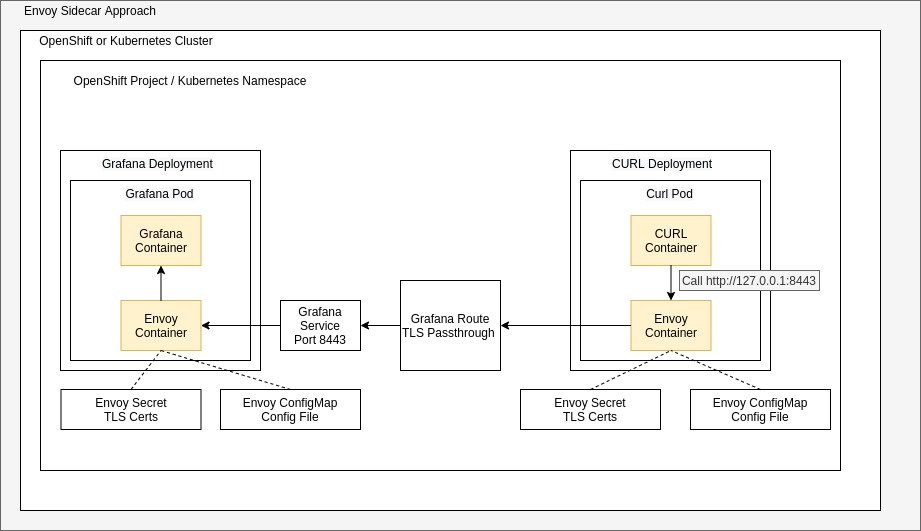 Envoy Sidecar Approach
OpenShift or Kubernetes Cluster
OpenShift Project / Kubernetes Namespace
Grafana Deployment
Grafana Pod
Grafana
Container
Envoy
Container
Envoy Secret
TLS Certs
Envoy ConfigMap
Config File
Grafana
Service
Port 8443
Grafana Route
TLS Passthrough
CURL Deployment
Curl Pod
CURL
Container
Call http://127.0.0.1:8443
Envoy
Container
Envoy Secret
TLS Certs
Envoy ConfigMap
Config File